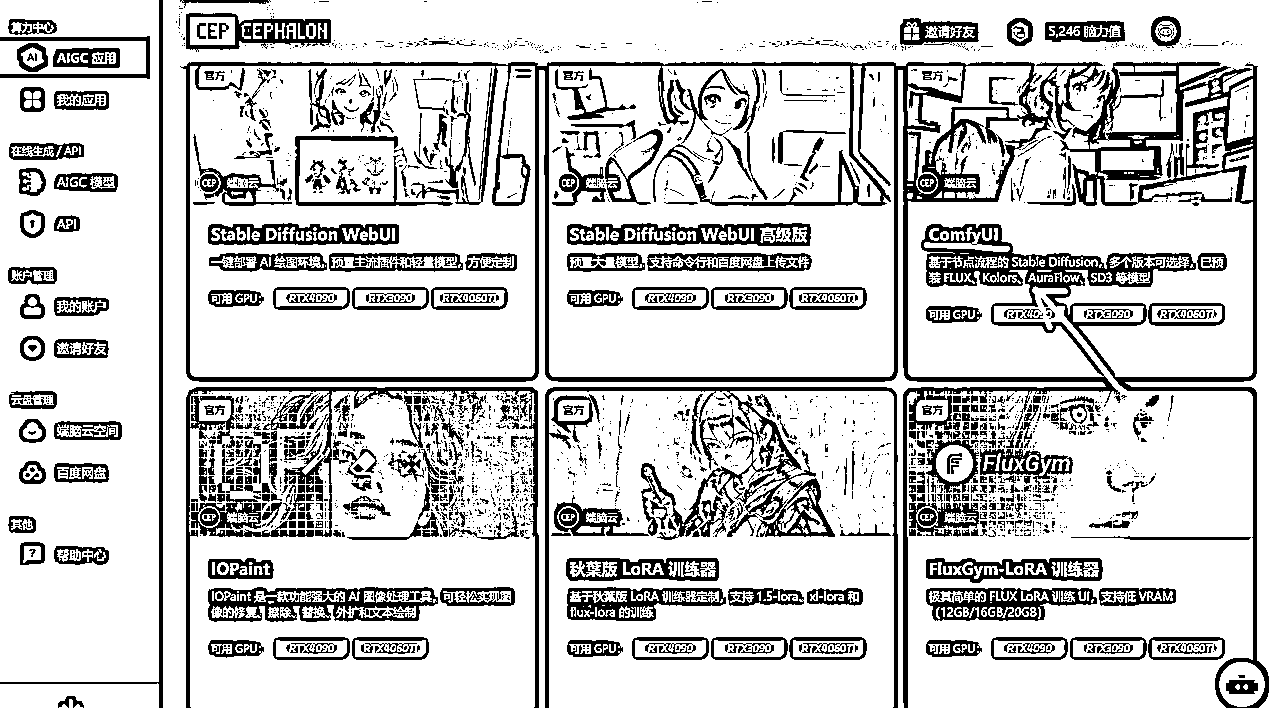 算力中心
AIGC 应用
我的应用
在线生成 / API
AIGC 模型
API
账户管理
我的账户
邀请好友
云盘管理
端脑云空间
百度网盘
其他
帮助中心
CEP CEPHALON
邀请好友
5,246 脑力值
官方
CEP 端脑云
Stable Diffusion WebUI
一键部署 AI 绘图环境，预置主流插件和轻量模型，方便定制
可用 GPU: RTX4090 RTX3090 RTX4060Ti
官方
CEP 端脑云
Stable Diffusion WebUI 高级版
预置大量模型，支持命令行和百度网盘上传文件
可用 GPU: RTX4090 RTX3090 RTX4060Ti
官方
CEP 端脑云
ComfyUI
基于节点流程的 Stable Diffusion，多个版本可选择，已预
装 FLUX、Kolors、AuraFlow、SD3 等模型
可用 GPU: RTX4090 RTX3090 RTX4060Ti
官方
CEP 端脑云
IOPaint
IOPaint 是一款功能强大的 AI 图像处理工具，可轻松实现图
像的修复、擦除、替换、外扩和文本绘制
可用 GPU: RTX4090 RTX4060Ti
官方
CEP 端脑云
秋葉版 LoRA 训练器
基于秋葉版 LoRA 训练器定制，支持 1.5-lora、xl-lora 和
flux-lora 的训练
可用 GPU: RTX4090 RTX3090 RTX4060Ti
官方
FluxGym
CEP 端脑云
FluxGym-LoRA 训练器
极其简单的 FLUX LoRA 训练 UI，支持低 VRAM
（12GB/16GB/20GB）
可用 GPU: RTX4090 RTX3090 RTX4060Ti